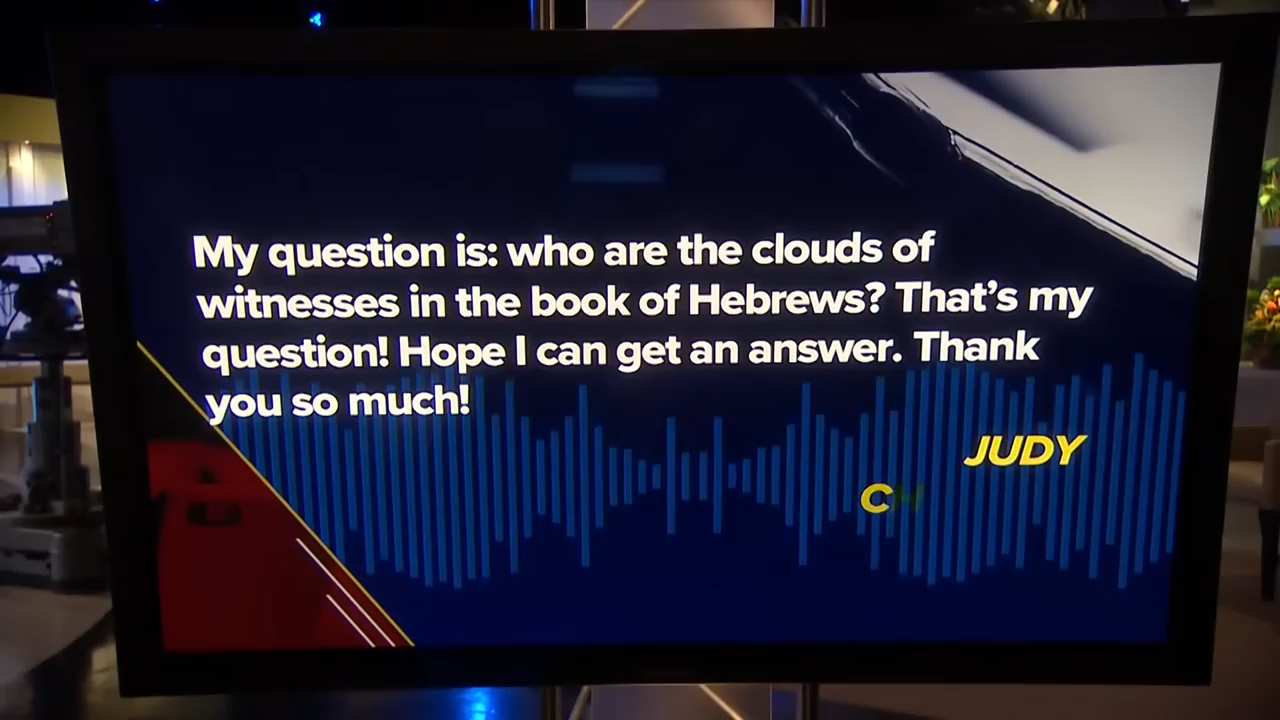 My question is: who are the clouds of
witnesses in the book of Hebrews? That's my
question! Hope I can get an answer. Thank
you so much!
JUDY
CH